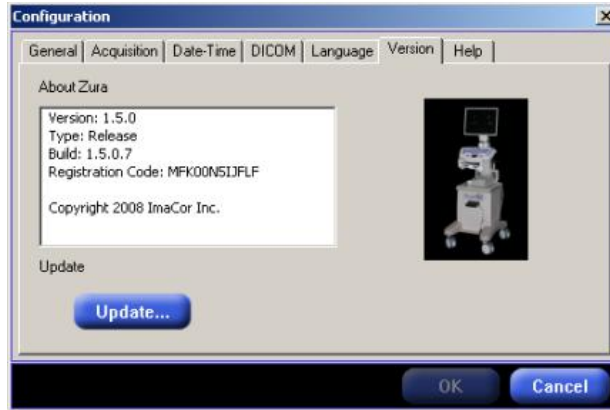 Configuration
General Acquisition Date-Time DICOM Language Version Help
About Zura
Version: 1.5.0
Type: Release
Build: 1.5.0.7
Registration Code: MFK00N5IJFLF
Copyright 2008 ImaCor Inc.
Update
Update...
OK Cancel